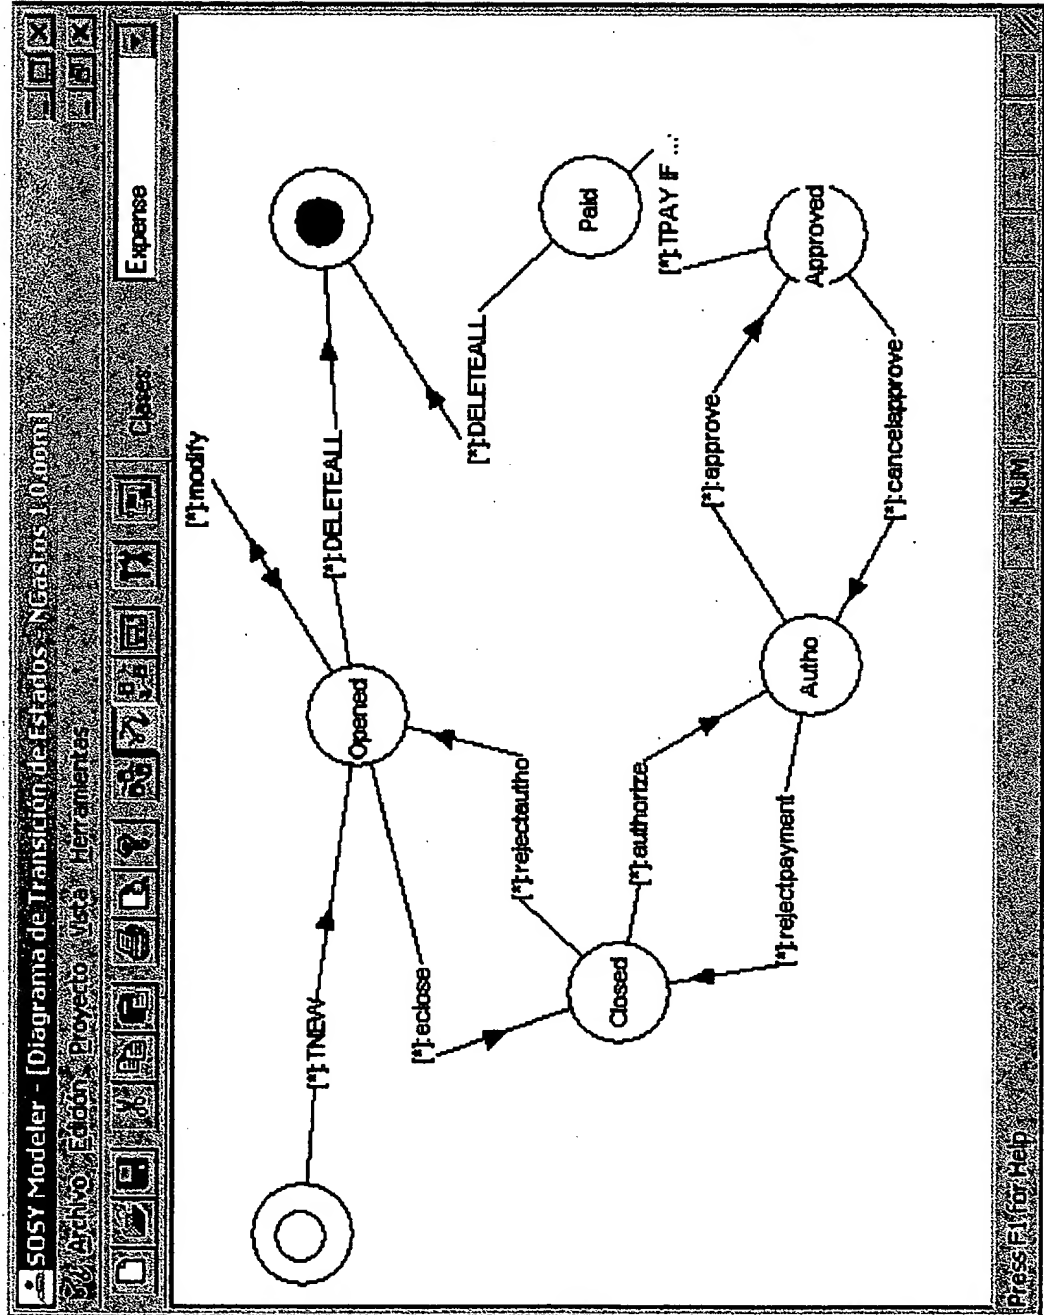 SOSY Modeler - [Diagrama de Transición de Estados - NGastos 1.0.oom]
Archivo Edición Proyecto Vista Herramientas
Clases: Expense
[*]:modify
[*]:TNEW
Opened
[*]:DELETEALL
[*]:eclose
[*]:rejectautho
[*]:DELETEALL
Closed
Paid
[*]:authorize
[*]:TPAY IF ...:
[*]:rejectpayment
Autho
[*]:approve
Approved
[*]:cancelapprove
Press F1 for Help
NUM